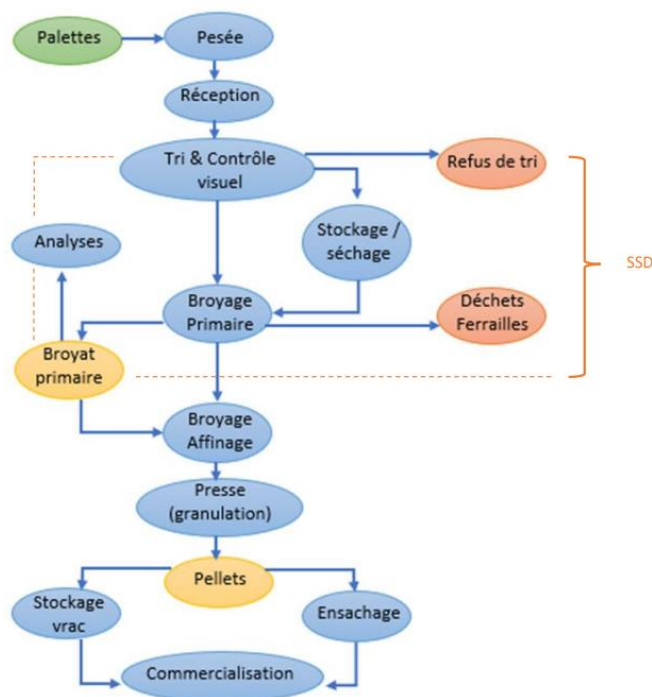 Palettes
Pesée
Réception
Tri & Contrôle
visuel
Refus de tri
Stockage /
séchage
Analyses
SSD
Broyage
Primaire
Déchets
Ferrailles
Broyat
primaire
Broyage
Affinage
Presse
(granulation)
Pellets
Stockage
vrac
Ensachage
Commercialisation